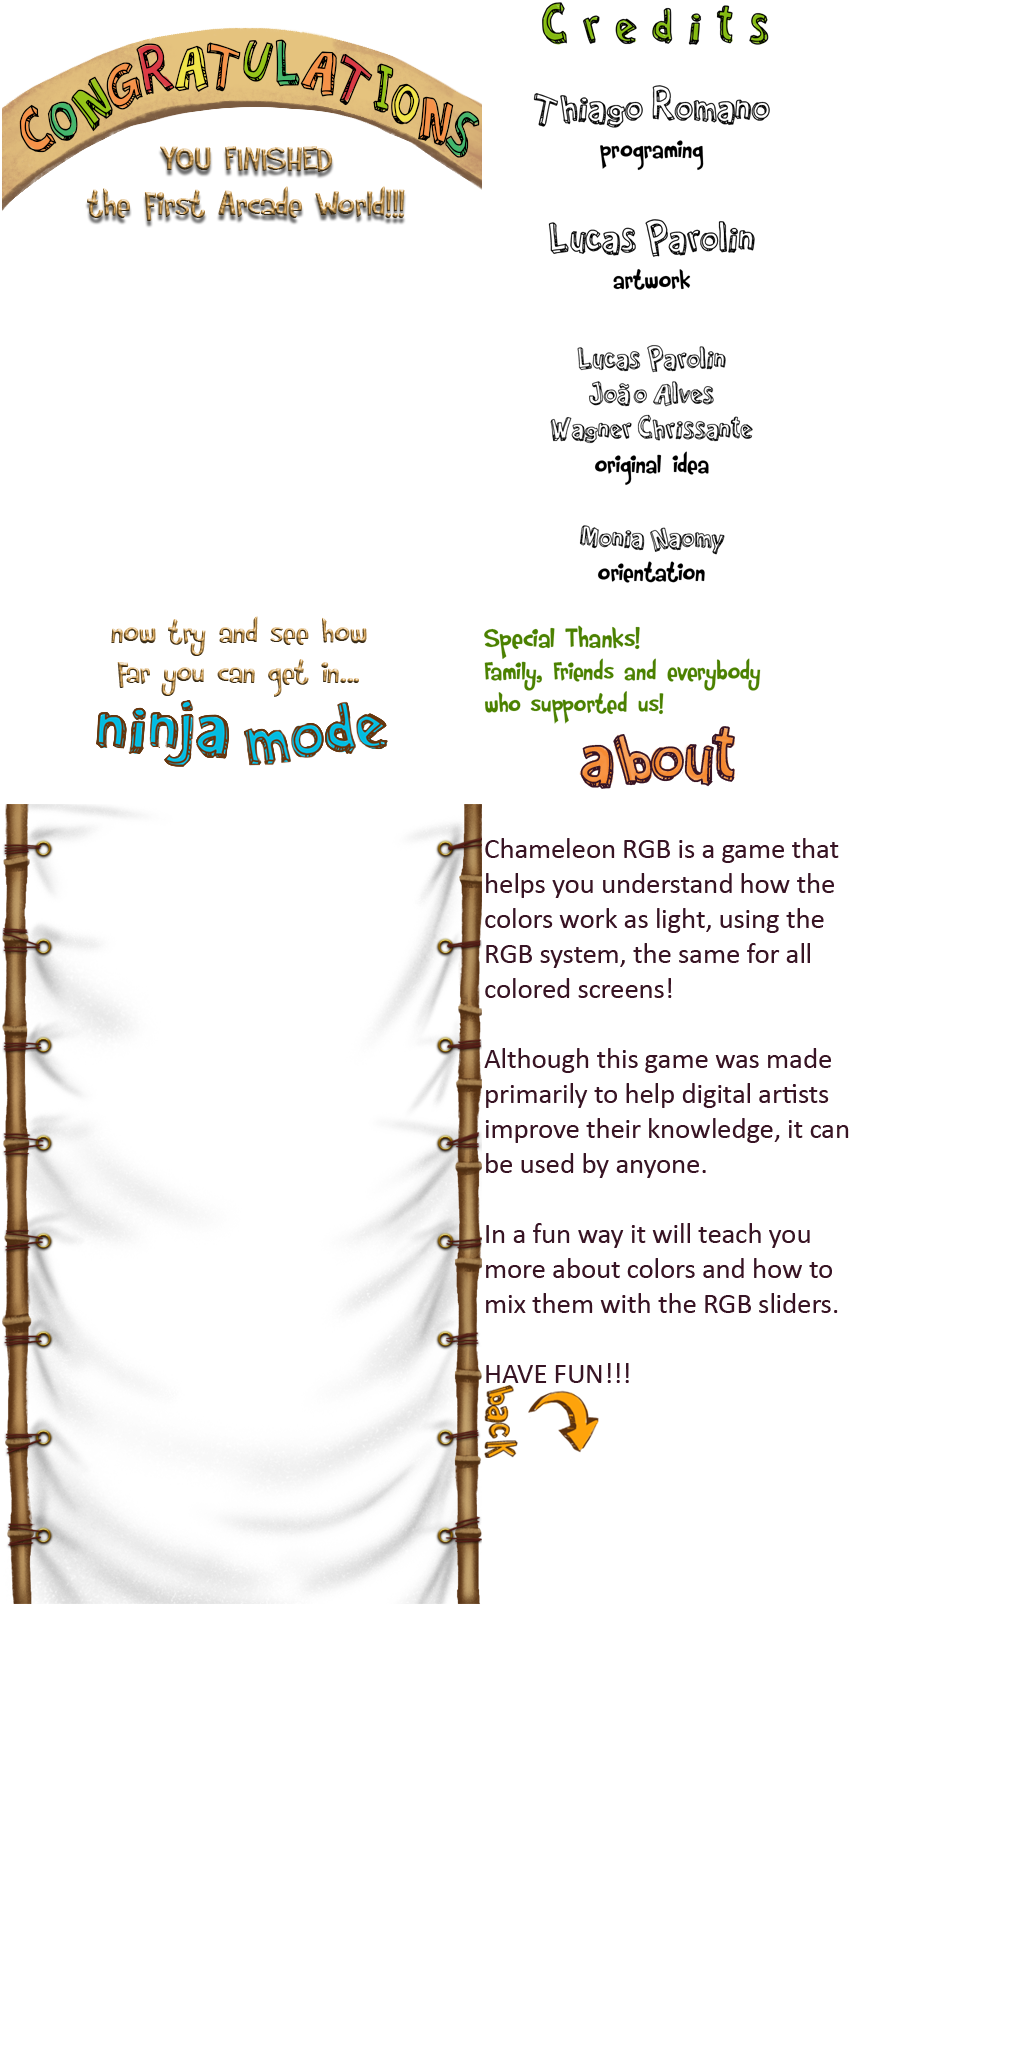 CONGRATULATIONS
YOU FINISHED
the First Arcade World!!!
now try and see how
Far you can get in...
ninja mode
Credits
Thiago Romano
programing
Lucas Parolin
artwork
Lucas Parolin
João Alves
Wagner Chrissante
original idea
Monia Naomy
orientation
Special Thanks!
Family, Friends and everybody
who supported us!
about
Chameleon RGB is a game that
helps you understand how the
colors work as light, using the
RGB system, the same for all
colored screens!
Although this game was made
primarily to help digital artists
improve their knowledge, it can
be used by anyone.
In a fun way it will teach you
more about colors and how to
mix them with the RGB sliders.
HAVE FUN!!!
back